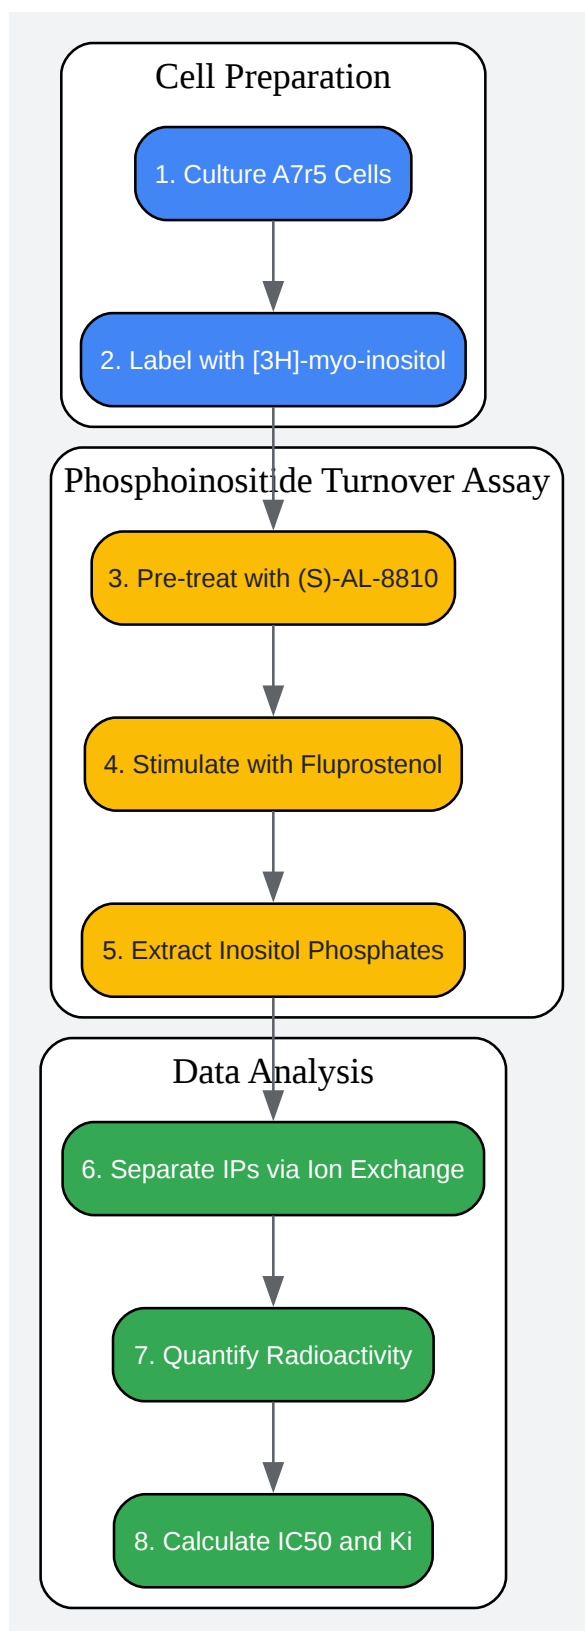 Cell Preparation
1. Culture A7r5 Cells
2. Label with [3H]-myo-inositol
Phosphoinositide Turnover Assay
3. Pre-treat with (S)-AL-8810
4. Stimulate with Fluprostenol
5. Extract Inositol Phosphates
Data Analysis
6. Separate IPs via Ion Exchange
7. Quantify Radioactivity
8. Calculate IC50 and Ki